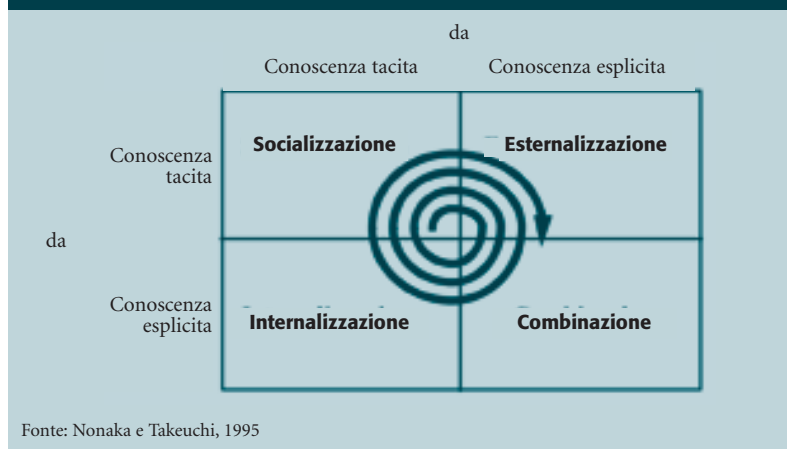 da
Conoscenza tacita Conoscenza esplicita
Socializzazione Esternalizzazione
Conoscenza
tacita
da
Conoscenza
esplicita
Internalizzazione Combinazione
Fonte: Nonaka e Takeuchi, 1995